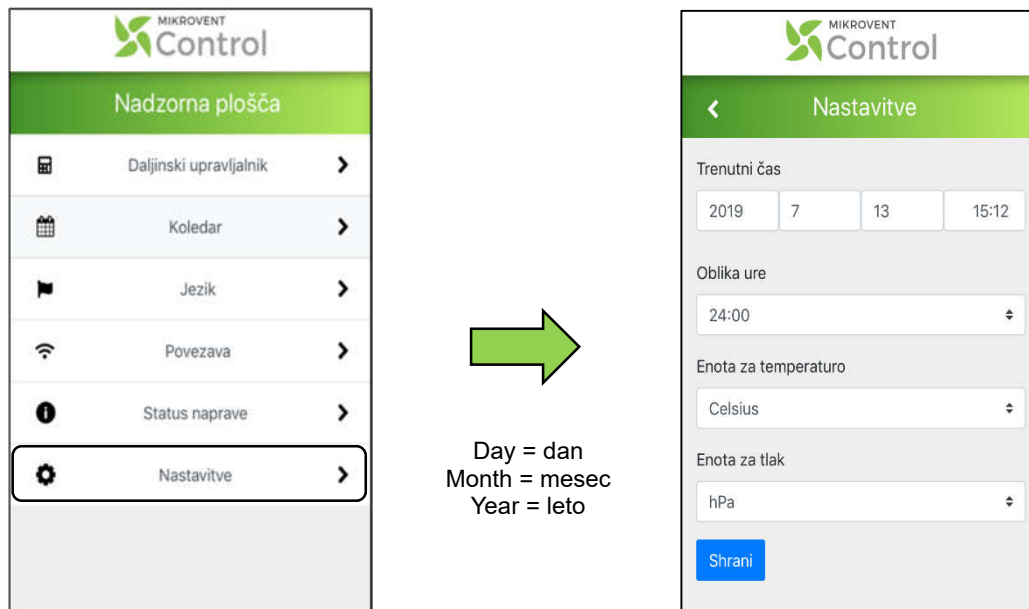 MIKROVENT
Control
Nadzorna plošča
Daljinski upravljalnik
Koledar
Jezik
Povezava
Status naprave
Nastavitve
Day = dan
Month = mesec
Year = leto
MIKROVENT
Control
Nastavitve
Trenutni čas
2019 7 13 15:12
Oblika ure
24:00
Enota za temperaturo
Celsius
Enota za tlak
hPa
Shrani